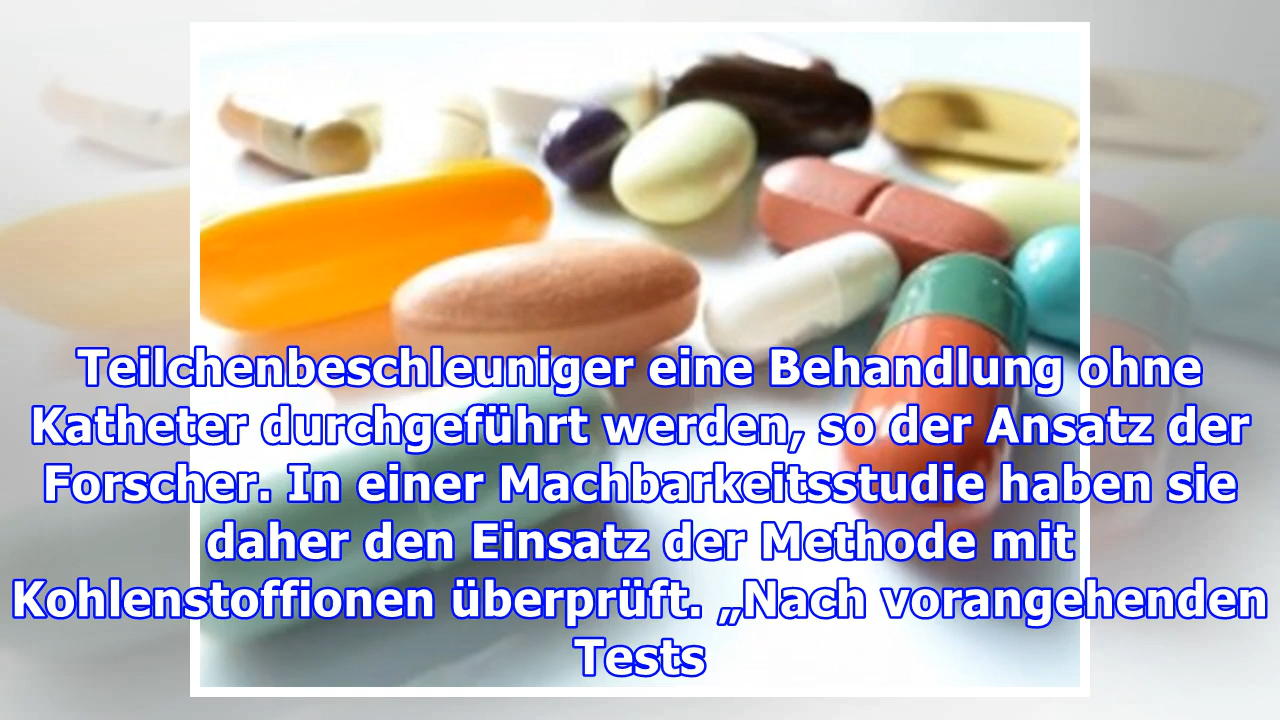 Teilchenbeschleuniger eine Behandlung ohne
Katheter durchgeführt werden, so der Ansatz der
Forscher. In einer Machbarkeitsstudie haben sie
daher den Einsatz der Methode mit
Kohlenstoffionen überprüft. „Nach vorangehenden
Tests